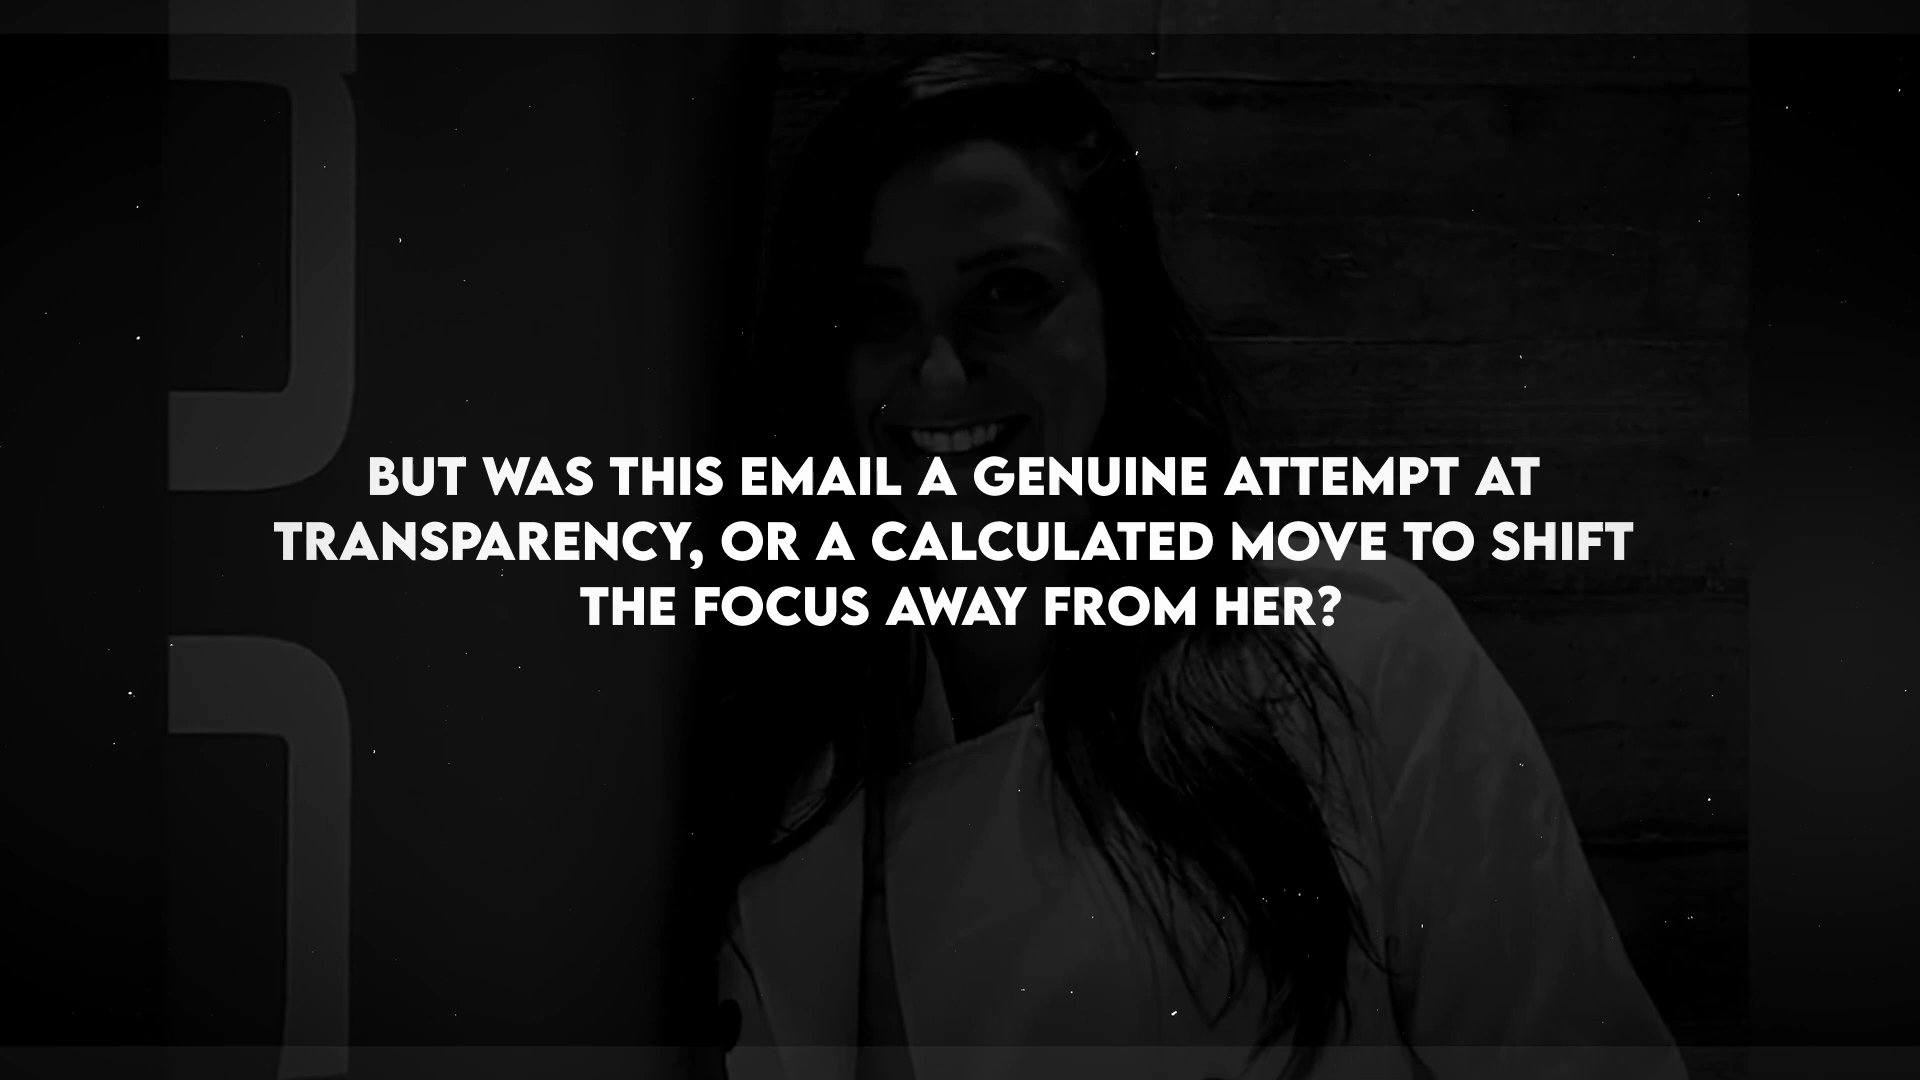 BUT WAS THIS EMAIL A GENUINE ATTEMPT AT
TRANSPARENCY, OR A CALCULATED MOVE TO SHIFT
THE FOCUS AWAY FROM HER?